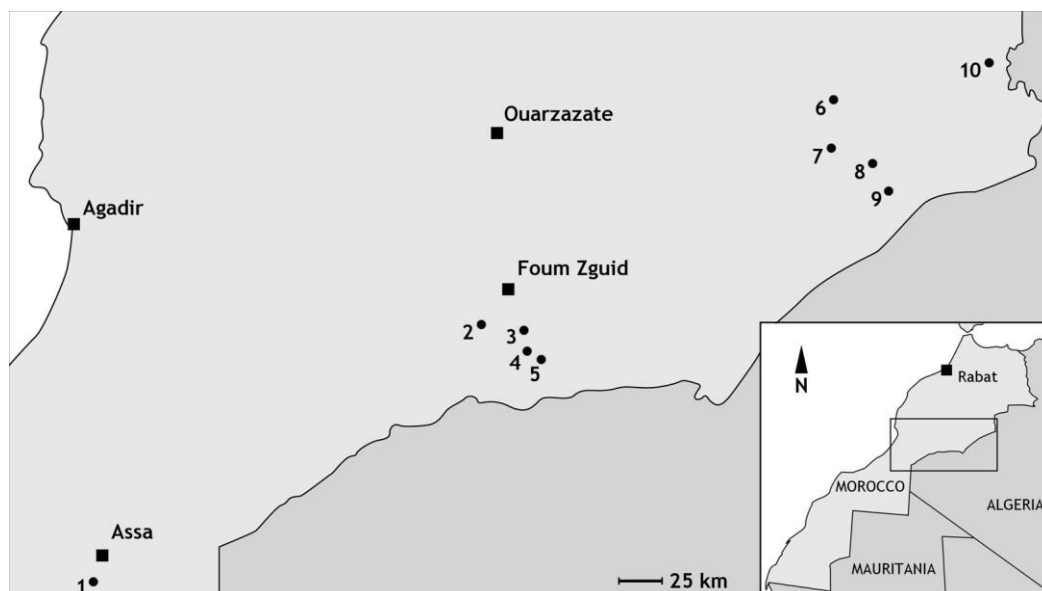 10
6
Ouarzazate
7
8
9
Agadir
Foum Zguid
2
3
4
5
N
Rabat
MOROCCO
ALGERIA
MAURITANIA
Assa
1
25 km